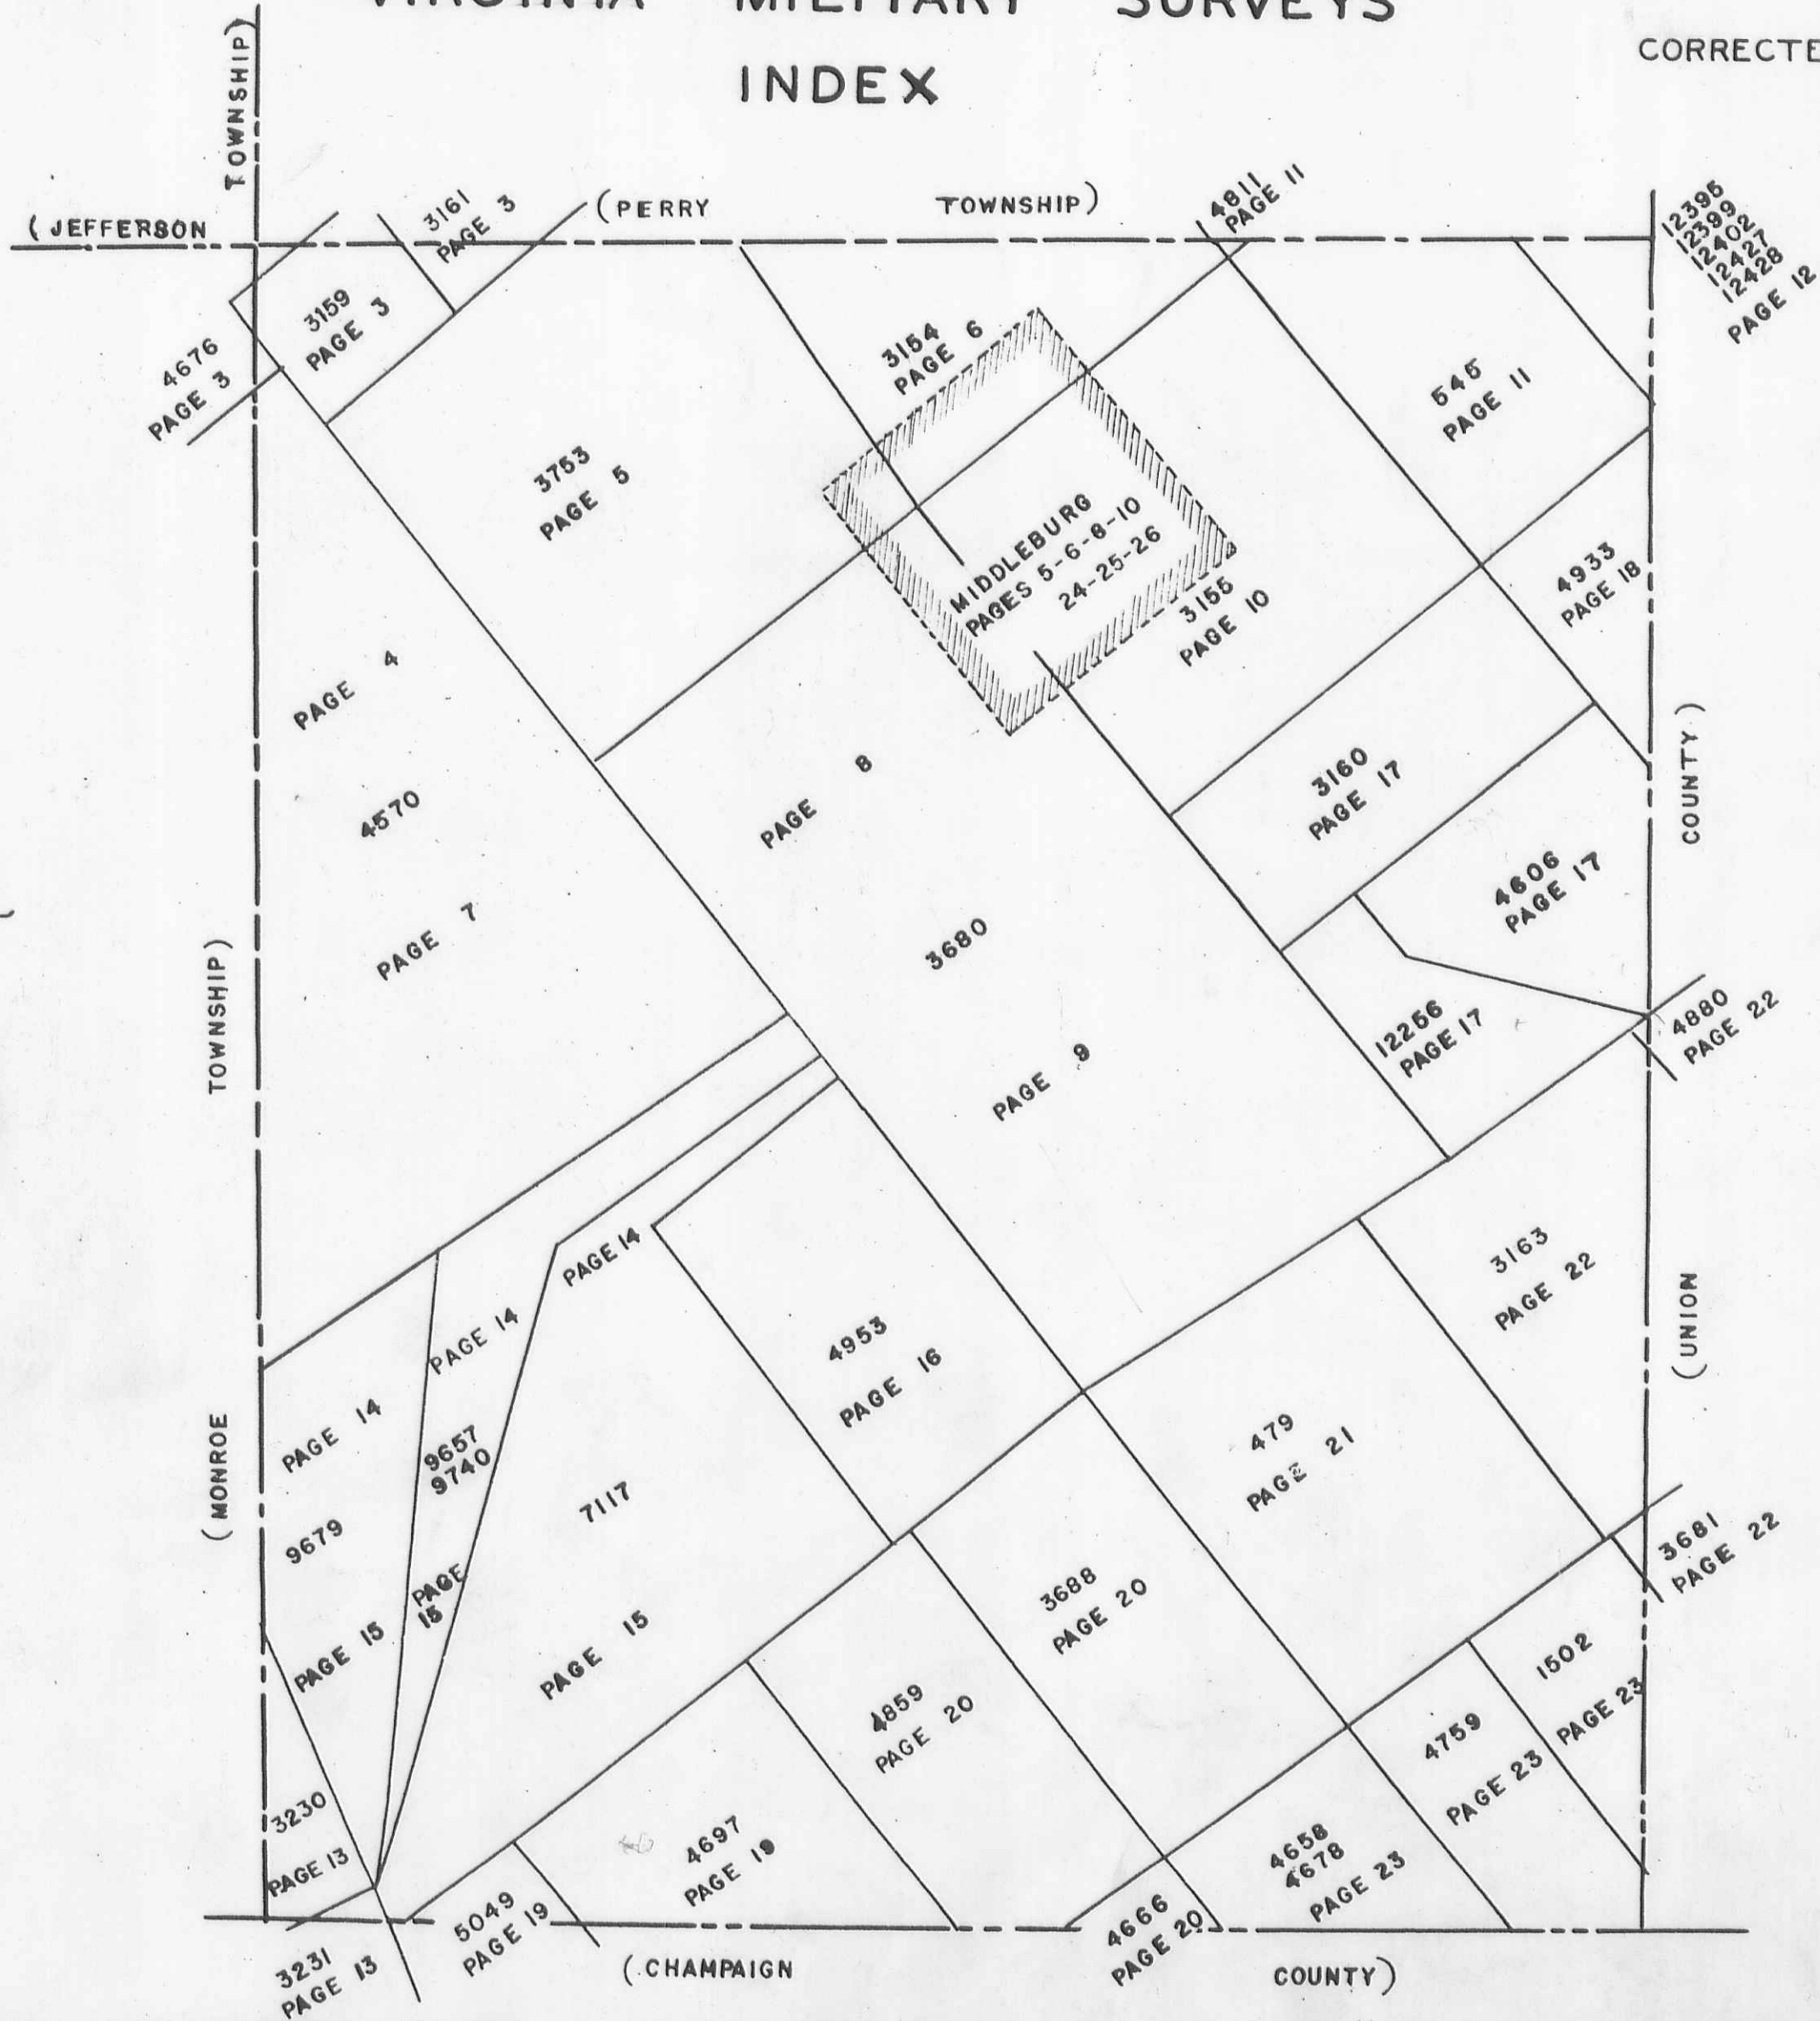 VIRGINIA MILITARY SURVEYS
INDEX
CORRECTE
(JEFFERSON
TOWNSHIP)
(PERRY TOWNSHIP)
3161
PAGE 3
4811
PAGE 11
12395
12399
12402
12427
12428
PAGE 12
3159
PAGE 3
4676
PAGE 3
3154
PAGE 6
545
PAGE 11
3753
PAGE 5
MIDDLEBURG
PAGES 5-6-8-10
24-25-26
3155
PAGE 10
4933
PAGE 18
PAGE 4
4570
PAGE 7
PAGE 8
3680
PAGE 9
3160
PAGE 17
4606
PAGE 17
12256
PAGE 17
4880
PAGE 22
(UNION COUNTY)
(MONROE TOWNSHIP)
PAGE 14
PAGE 14
PAGE 14
9679
PAGE 15
9657
9740
PAGE
15
7117
PAGE 15
4953
PAGE 16
3163
PAGE 22
479
PAGE 21
3681
PAGE 22
3688
PAGE 20
4859
PAGE 20
1502
PAGE 23
4759
PAGE 23
3230
PAGE 13
4697
PAGE 19
4658
4678
PAGE 23
5049
PAGE 19
4666
PAGE 20
3231
PAGE 13
(CHAMPAIGN COUNTY)